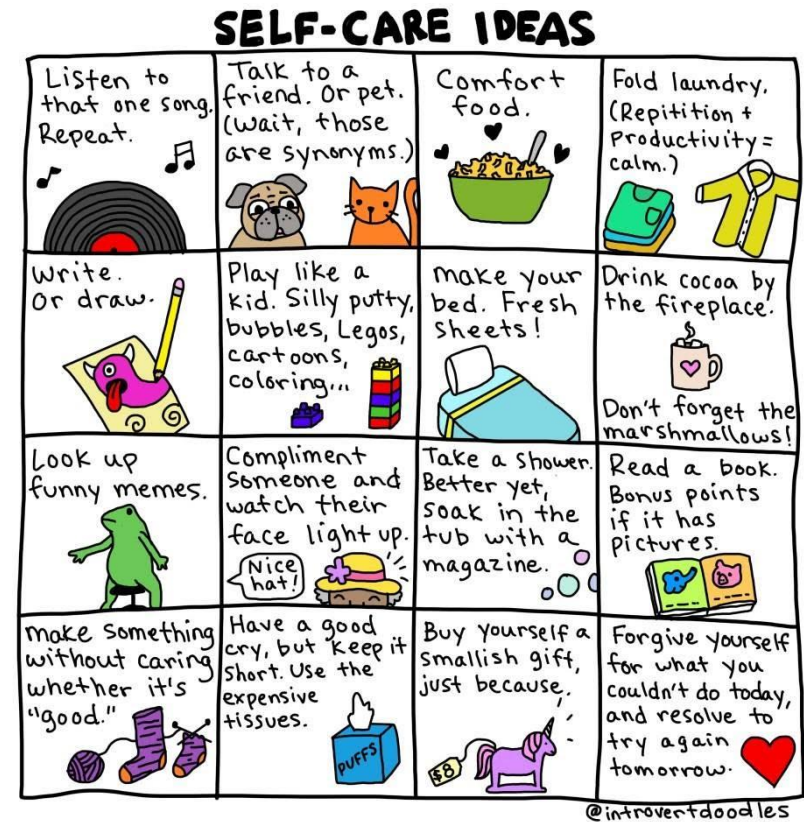 SELF-CARE IDEAS
Listen to
that one song.
Repeat.
Talk to a
friend. Or pet.
(Wait, those
are synonyms.)
Comfort
food.
Fold laundry.
(Repitition +
Productivity =
calm.)
Write.
Or draw.
Play like a
kid. Silly putty,
bubbles, Legos,
cartoons,
coloring...
Make your
bed. Fresh
sheets!
Drink cocoa by
the fireplace.
Don't forget the
marshmallows!
Look up
funny memes.
Compliment
Someone and
watch their
face light up.
Nice
hat!
Take a shower.
Better yet,
soak in the
tub with a
magazine.
Read a book.
Bonus points
if it has
pictures.
Make something
without caring
whether it's
"good."
Have a good
cry, but keep it
short. Use the
expensive
tissues.
PUFFS
Buy yourself a
smallish gift,
just because.
$8
Forgive yourself
for what you
couldn't do today,
and resolve to
try again
tomorrow.
@introvertdoodles